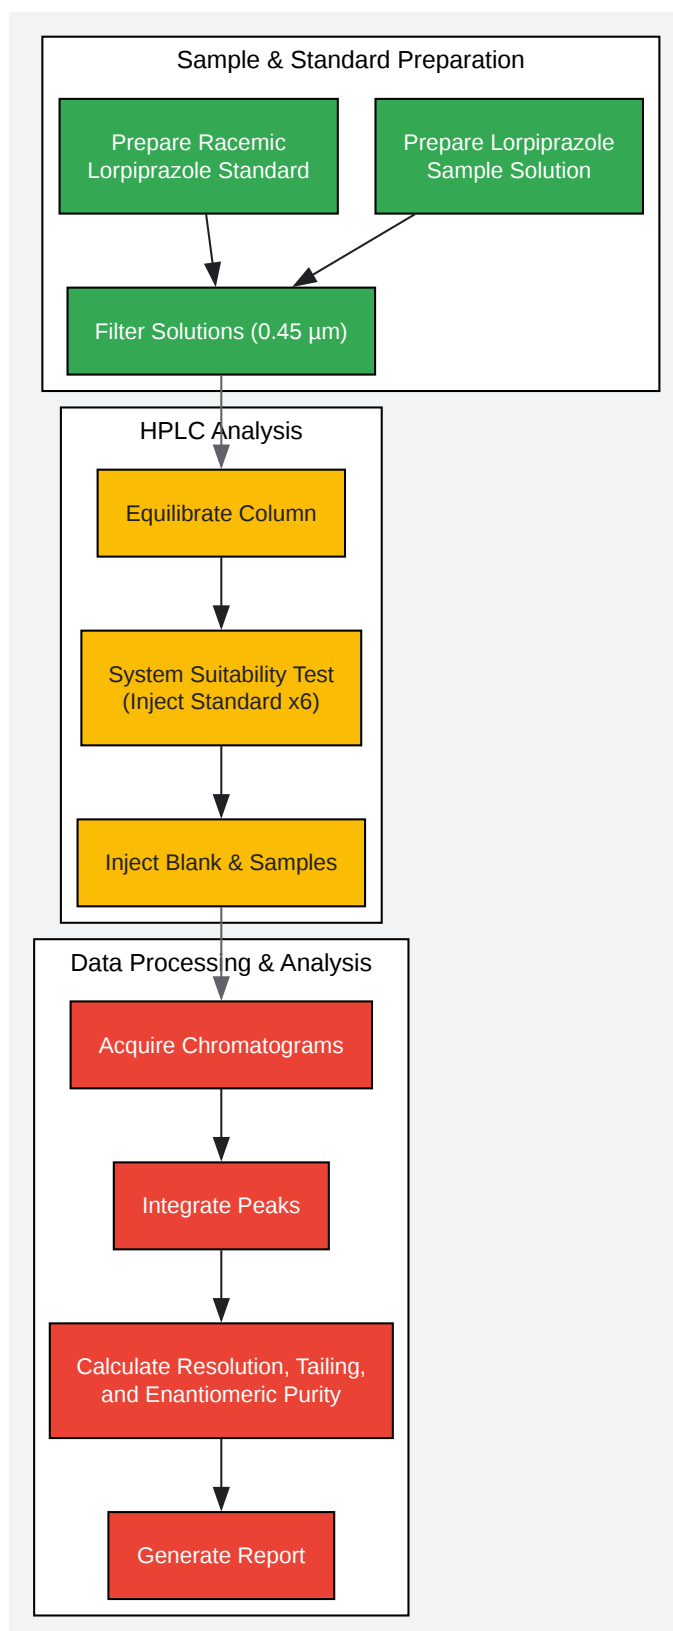 Sample & Standard Preparation
Prepare Racemic
Lorpiprazole Standard
Prepare Lorpiprazole
Sample Solution
Filter Solutions (0.45 µm)
HPLC Analysis
Equilibrate Column
System Suitability Test
(Inject Standard x6)
Inject Blank & Samples
Data Processing & Analysis
Acquire Chromatograms
Integrate Peaks
Calculate Resolution, Tailing,
and Enantiomeric Purity
Generate Report